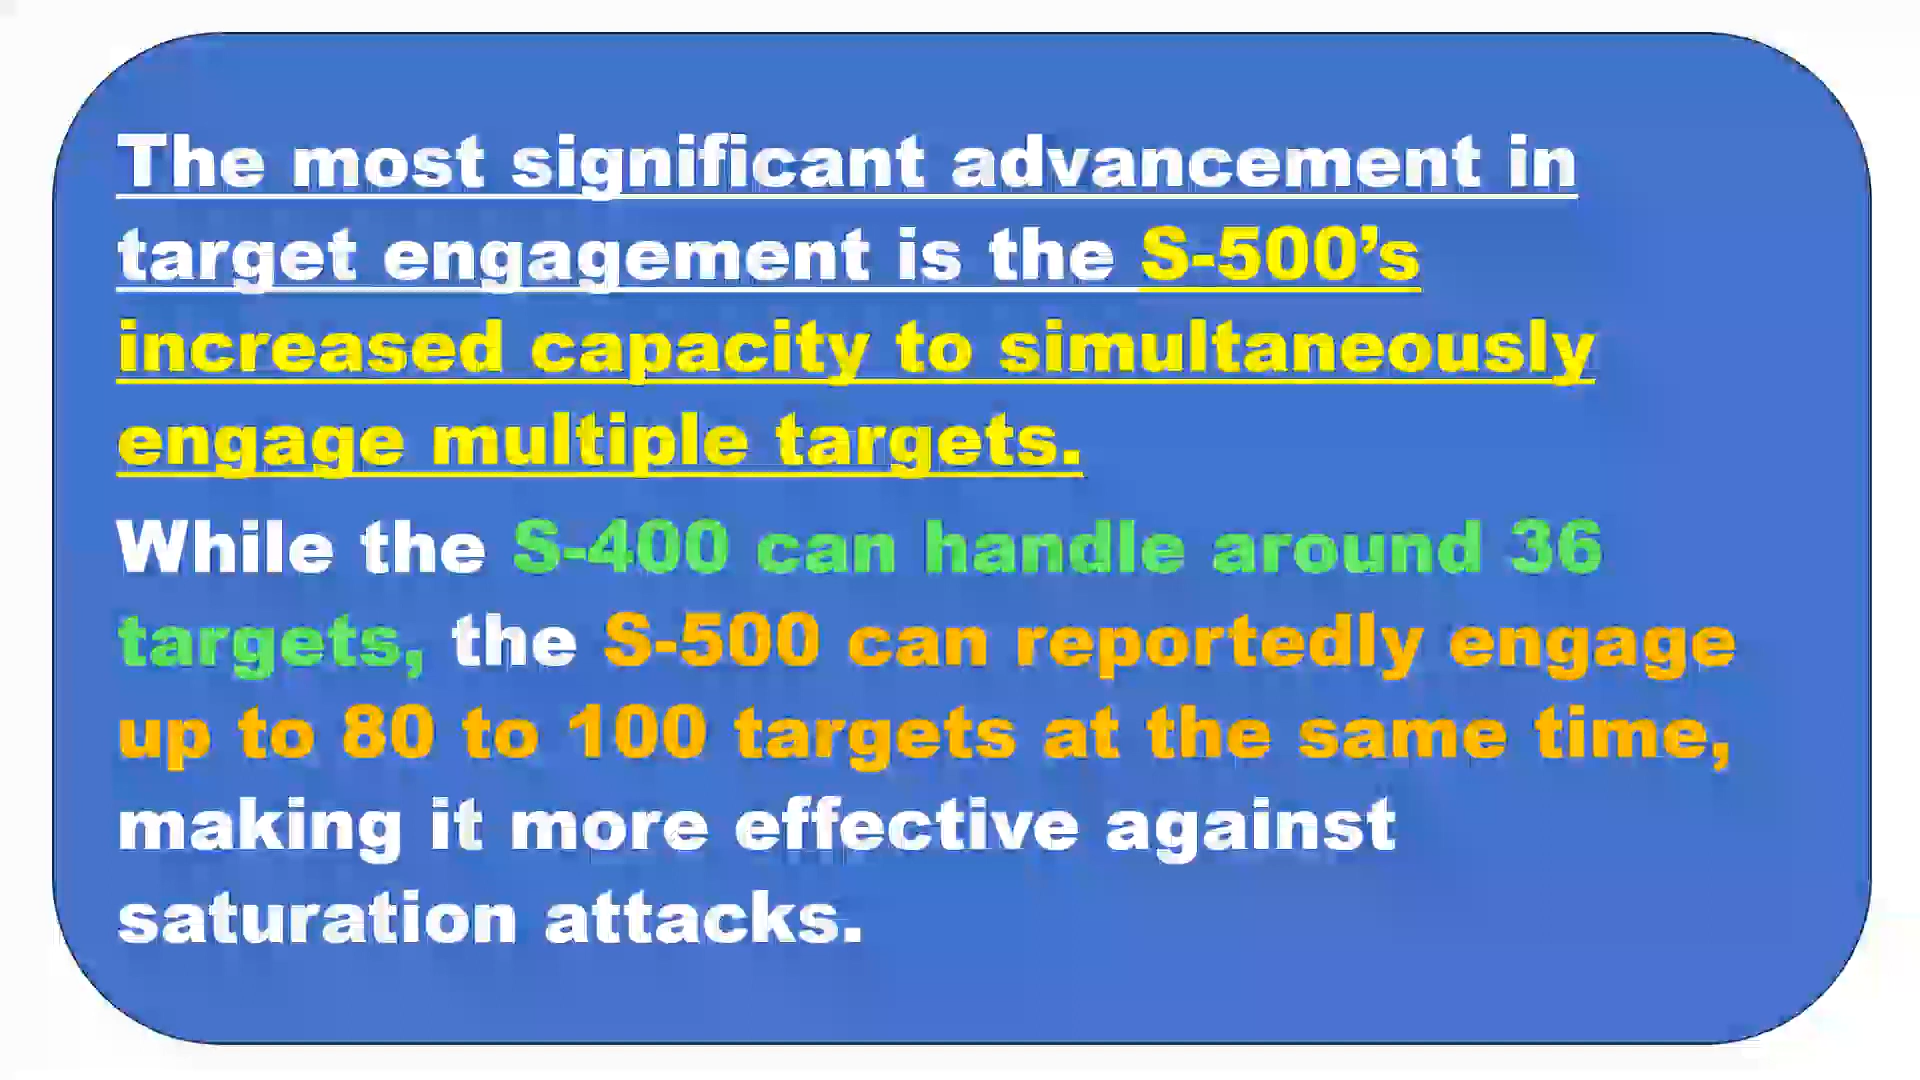 The most significant advancement in
target engagement is the S-500’s
increased capacity to simultaneously
engage multiple targets.
While the S-400 can handle around 36
targets, the S-500 can reportedly engage
up to 80 to 100 targets at the same time,
making it more effective against
saturation attacks.